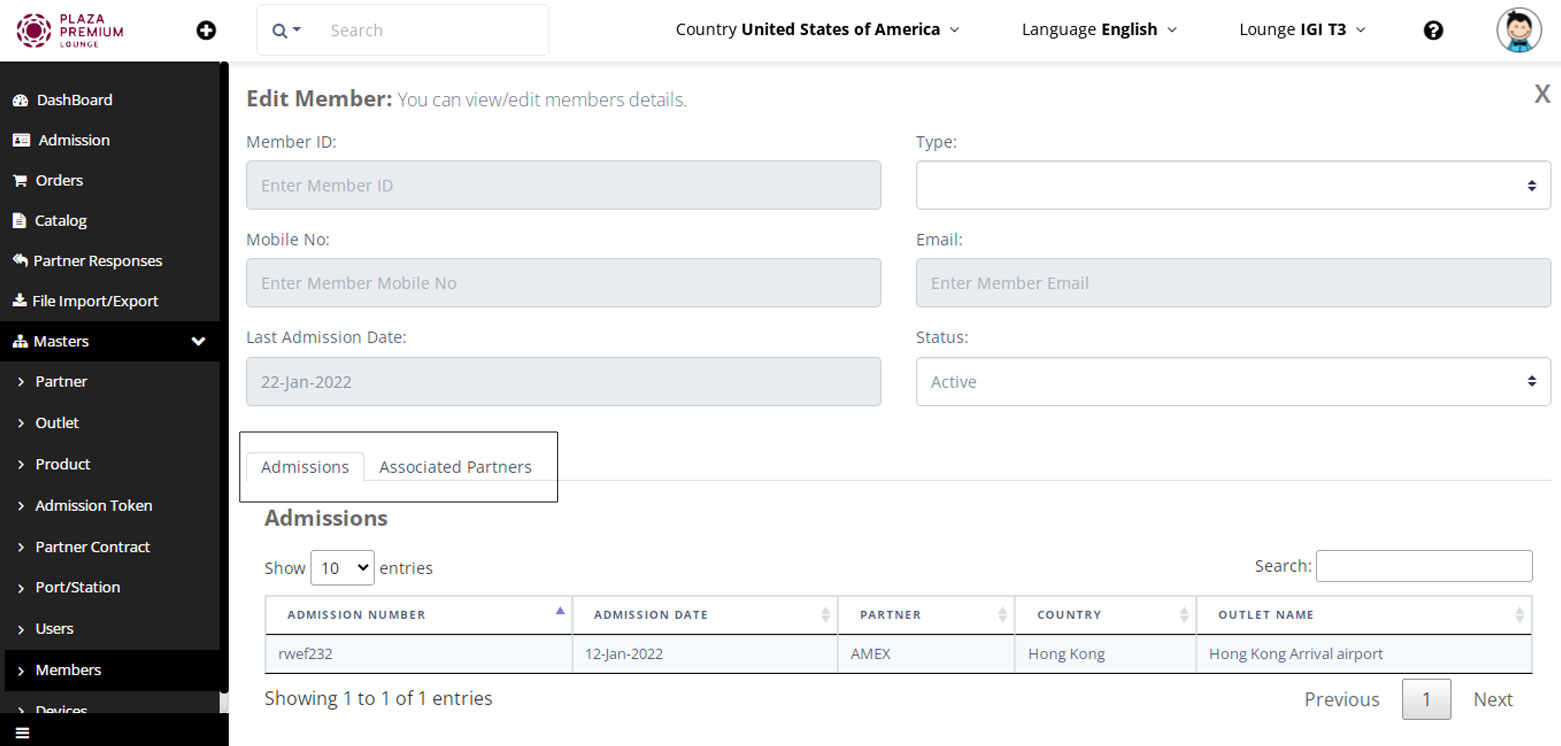 PLAZA
PREMIUM
LOUNGE
Search
Country United States of America
Language English
Lounge IGI T3
DashBoard
Admission
Orders
Catalog
Partner Responses
File Import/Export
Masters
Partner
Outlet
Product
Admission Token
Partner Contract
Port/Station
Users
Members
Devices
Edit Member: You can view/edit members details.
X
Member ID:
Type:
Enter Member ID
Mobile No:
Email:
Enter Member Mobile No
Enter Member Email
Last Admission Date:
Status:
22-Jan-2022
Active
Admissions
Associated Partners
Admissions
Show 10 entries
Search:
ADMISSION NUMBER
ADMISSION DATE
PARTNER
COUNTRY
OUTLET NAME
rwef232
12-Jan-2022
AMEX
Hong Kong
Hong Kong Arrival airport
Showing 1 to 1 of 1 entries
Previous
1
Next